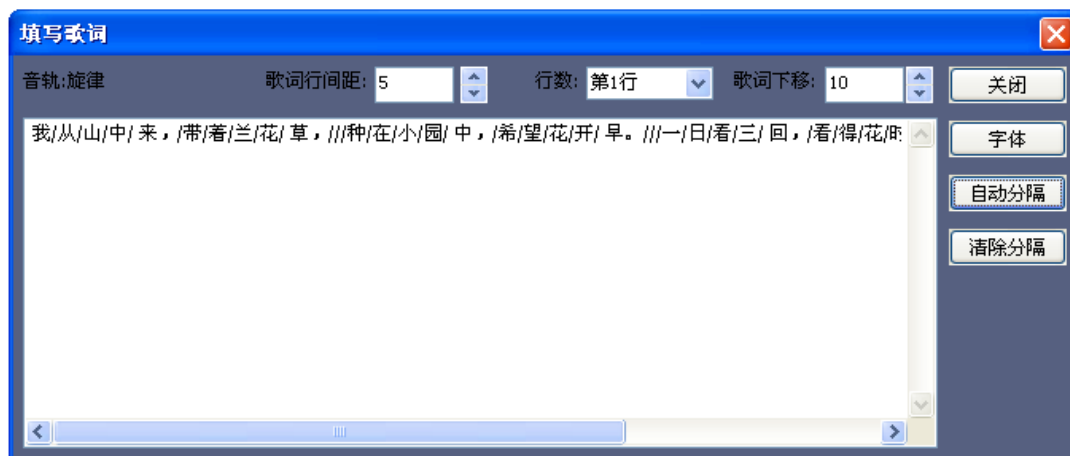 填写歌词
音轨:旋律 歌词行间距: 5 行数: 第1行 歌词下移: 10 关闭
我/从/山/中/ 来，/带/着/兰/花/ 草，///种/在/小/园/ 中，/希/望/花/开/ 早。///一/日/看/三/ 回，/看/得/花/时
字体
自动分隔
清除分隔